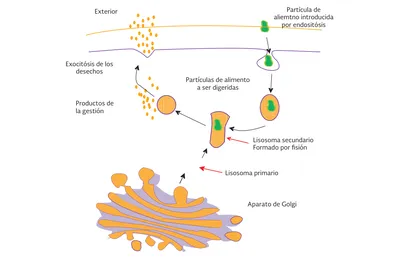 Exterior
Partícula de
aliemtno introducida
por endositósis
Exocitósis de los
desechos
Partículas de alimento
a ser digeridas
Productos de
la gestión
Lisosoma secundario
Formado por fisión
Lisosoma primario
Aparato de Golgi